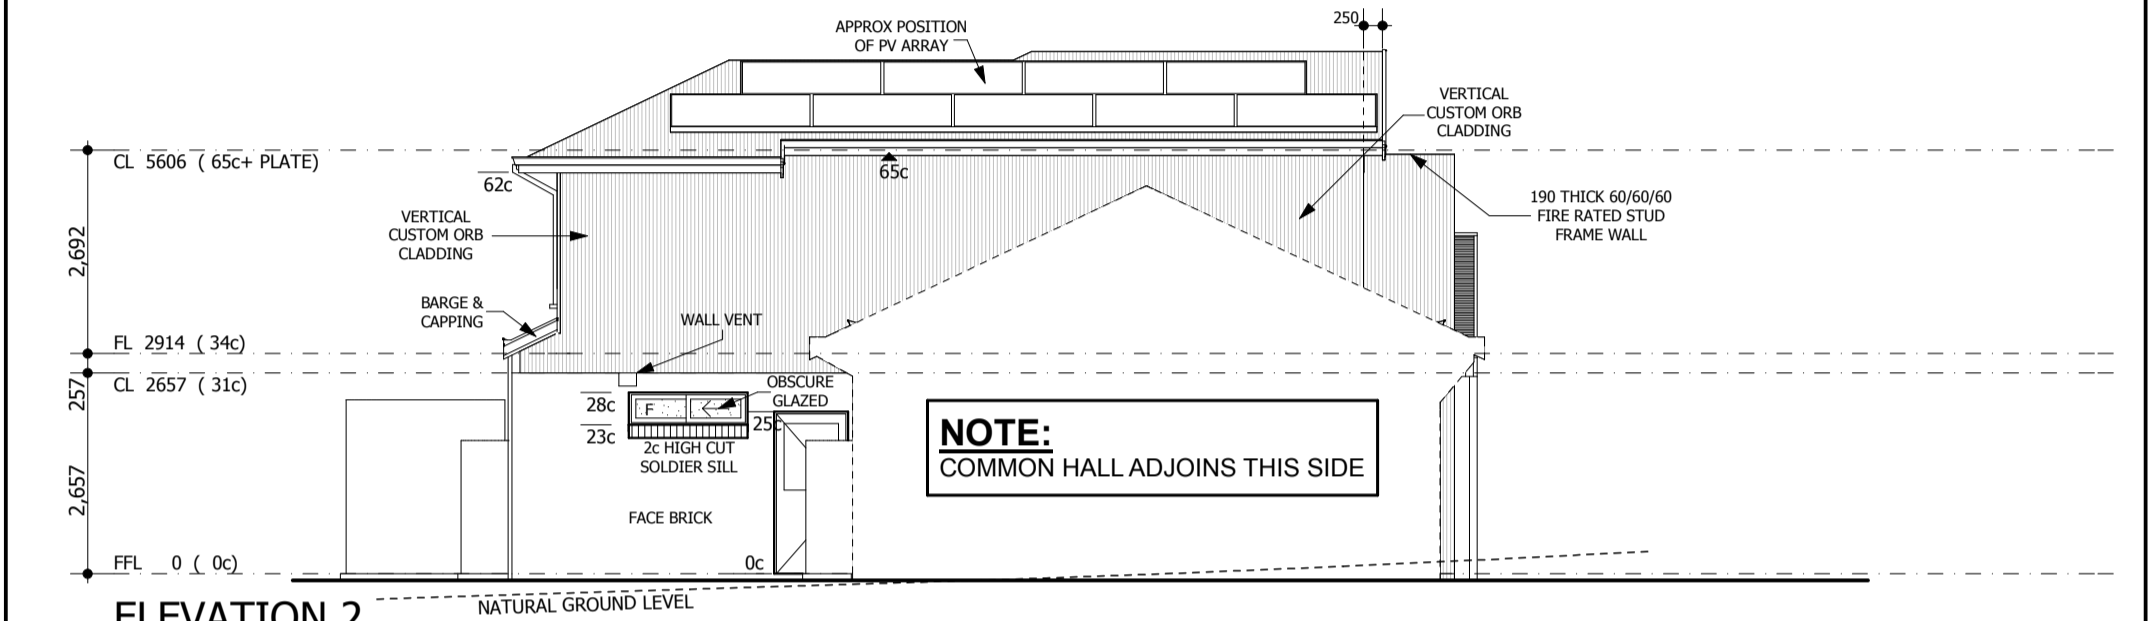 250
APPROX POSITION
OF PV ARRAY
VERTICAL
CUSTOM ORB
CLADDING
CL 5606 ( 65c+ PLATE)
62c
65c
190 THICK 60/60/60
FIRE RATED STUD
FRAME WALL
VERTICAL
CUSTOM ORB
CLADDING
2,692
BARGE &
CAPPING
WALL VENT
FL 2914 ( 34c)
257
CL 2657 ( 31c)
OBSCURE
GLAZED
28c
F
25c
23c
2c HIGH CUT
SOLDIER SILL
NOTE:
COMMON HALL ADJOINS THIS SIDE
2,657
FACE BRICK
FFL 0 ( 0c)
0c
ELEVATION 2
NATURAL GROUND LEVEL